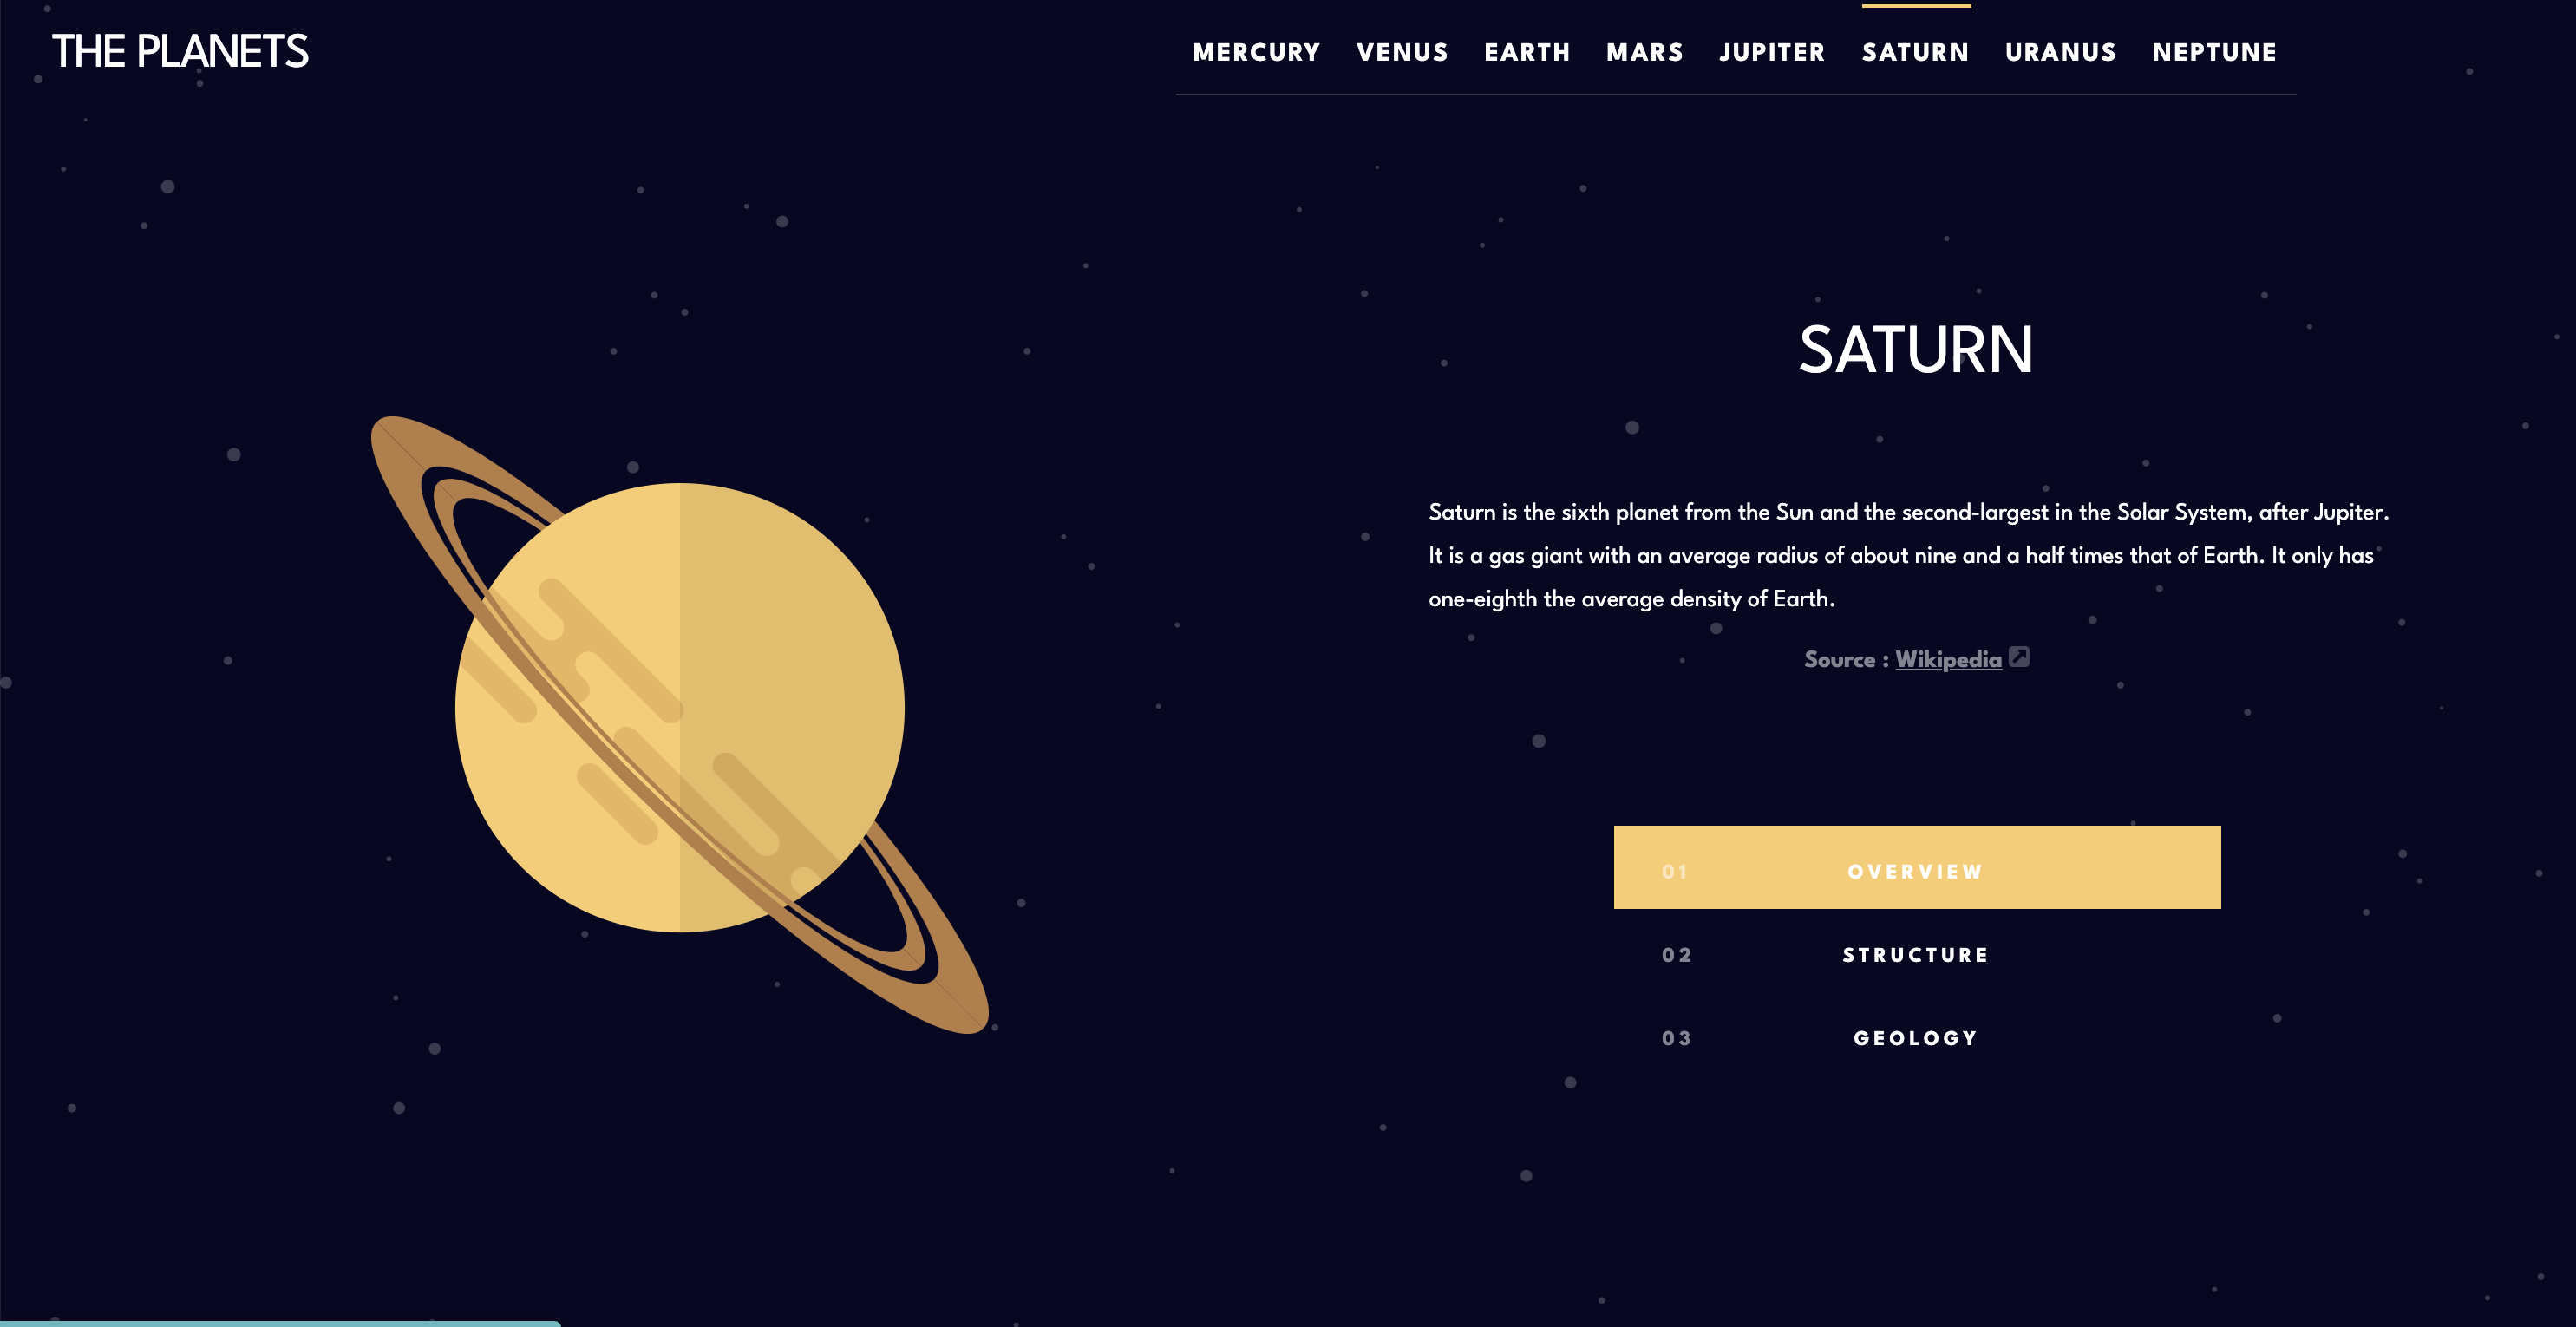 THE PLANETS
MERCURY VENUS EARTH MARS JUPITER SATURN URANUS NEPTUNE
SATURN
Saturn is the sixth planet from the Sun and the second-largest in the Solar System, after Jupiter.
It is a gas giant with an average radius of about nine and a half times that of Earth. It only has
one-eighth the average density of Earth.
Source : Wikipedia
01 OVERVIEW
02 STRUCTURE
03 GEOLOGY